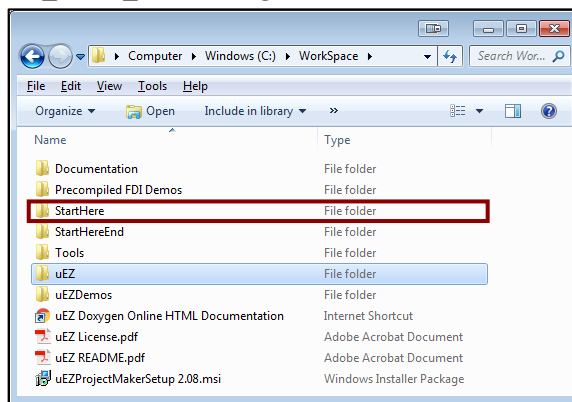 Computer Windows (C:) WorkSpace Search Wor...
File Edit View Tools Help
Organize Open Include in library »
Name Type
Documentation File folder
Precompiled FDI Demos File folder
StartHere File folder
StartHereEnd File folder
Tools File folder
uEZ File folder
uEZDemos File folder
uEZ Doxygen Online HTML Documentation Internet Shortcut
uEZ License.pdf Adobe Acrobat Document
uEZ README.pdf Adobe Acrobat Document
uEZProjectMakerSetup 2.08.msi Windows Installer Package